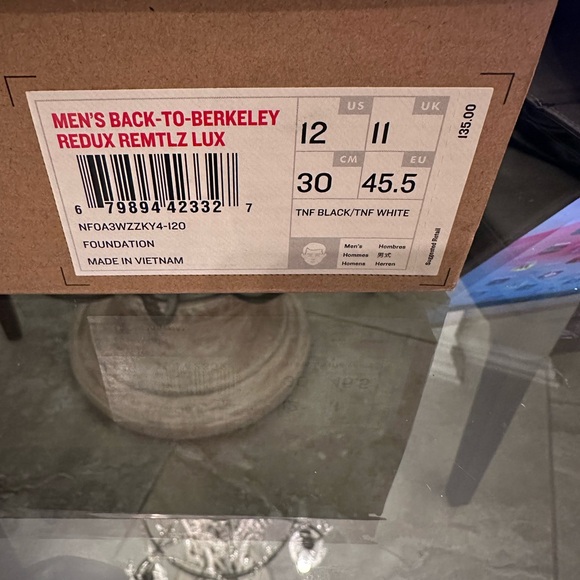 MEN'S BACK-TO-BERKELEY
REDUX REMTLZ LUX
6 79894 42332 7
NF0A3WZZKY4-120
FOUNDATION
MADE IN VIETNAM
US
12
UK
11
CM
30
EU
45.5
TNF BLACK/TNF WHITE
Men's Hombres
Hommes 男式
Homens Herren
135.00
Suggested Retail